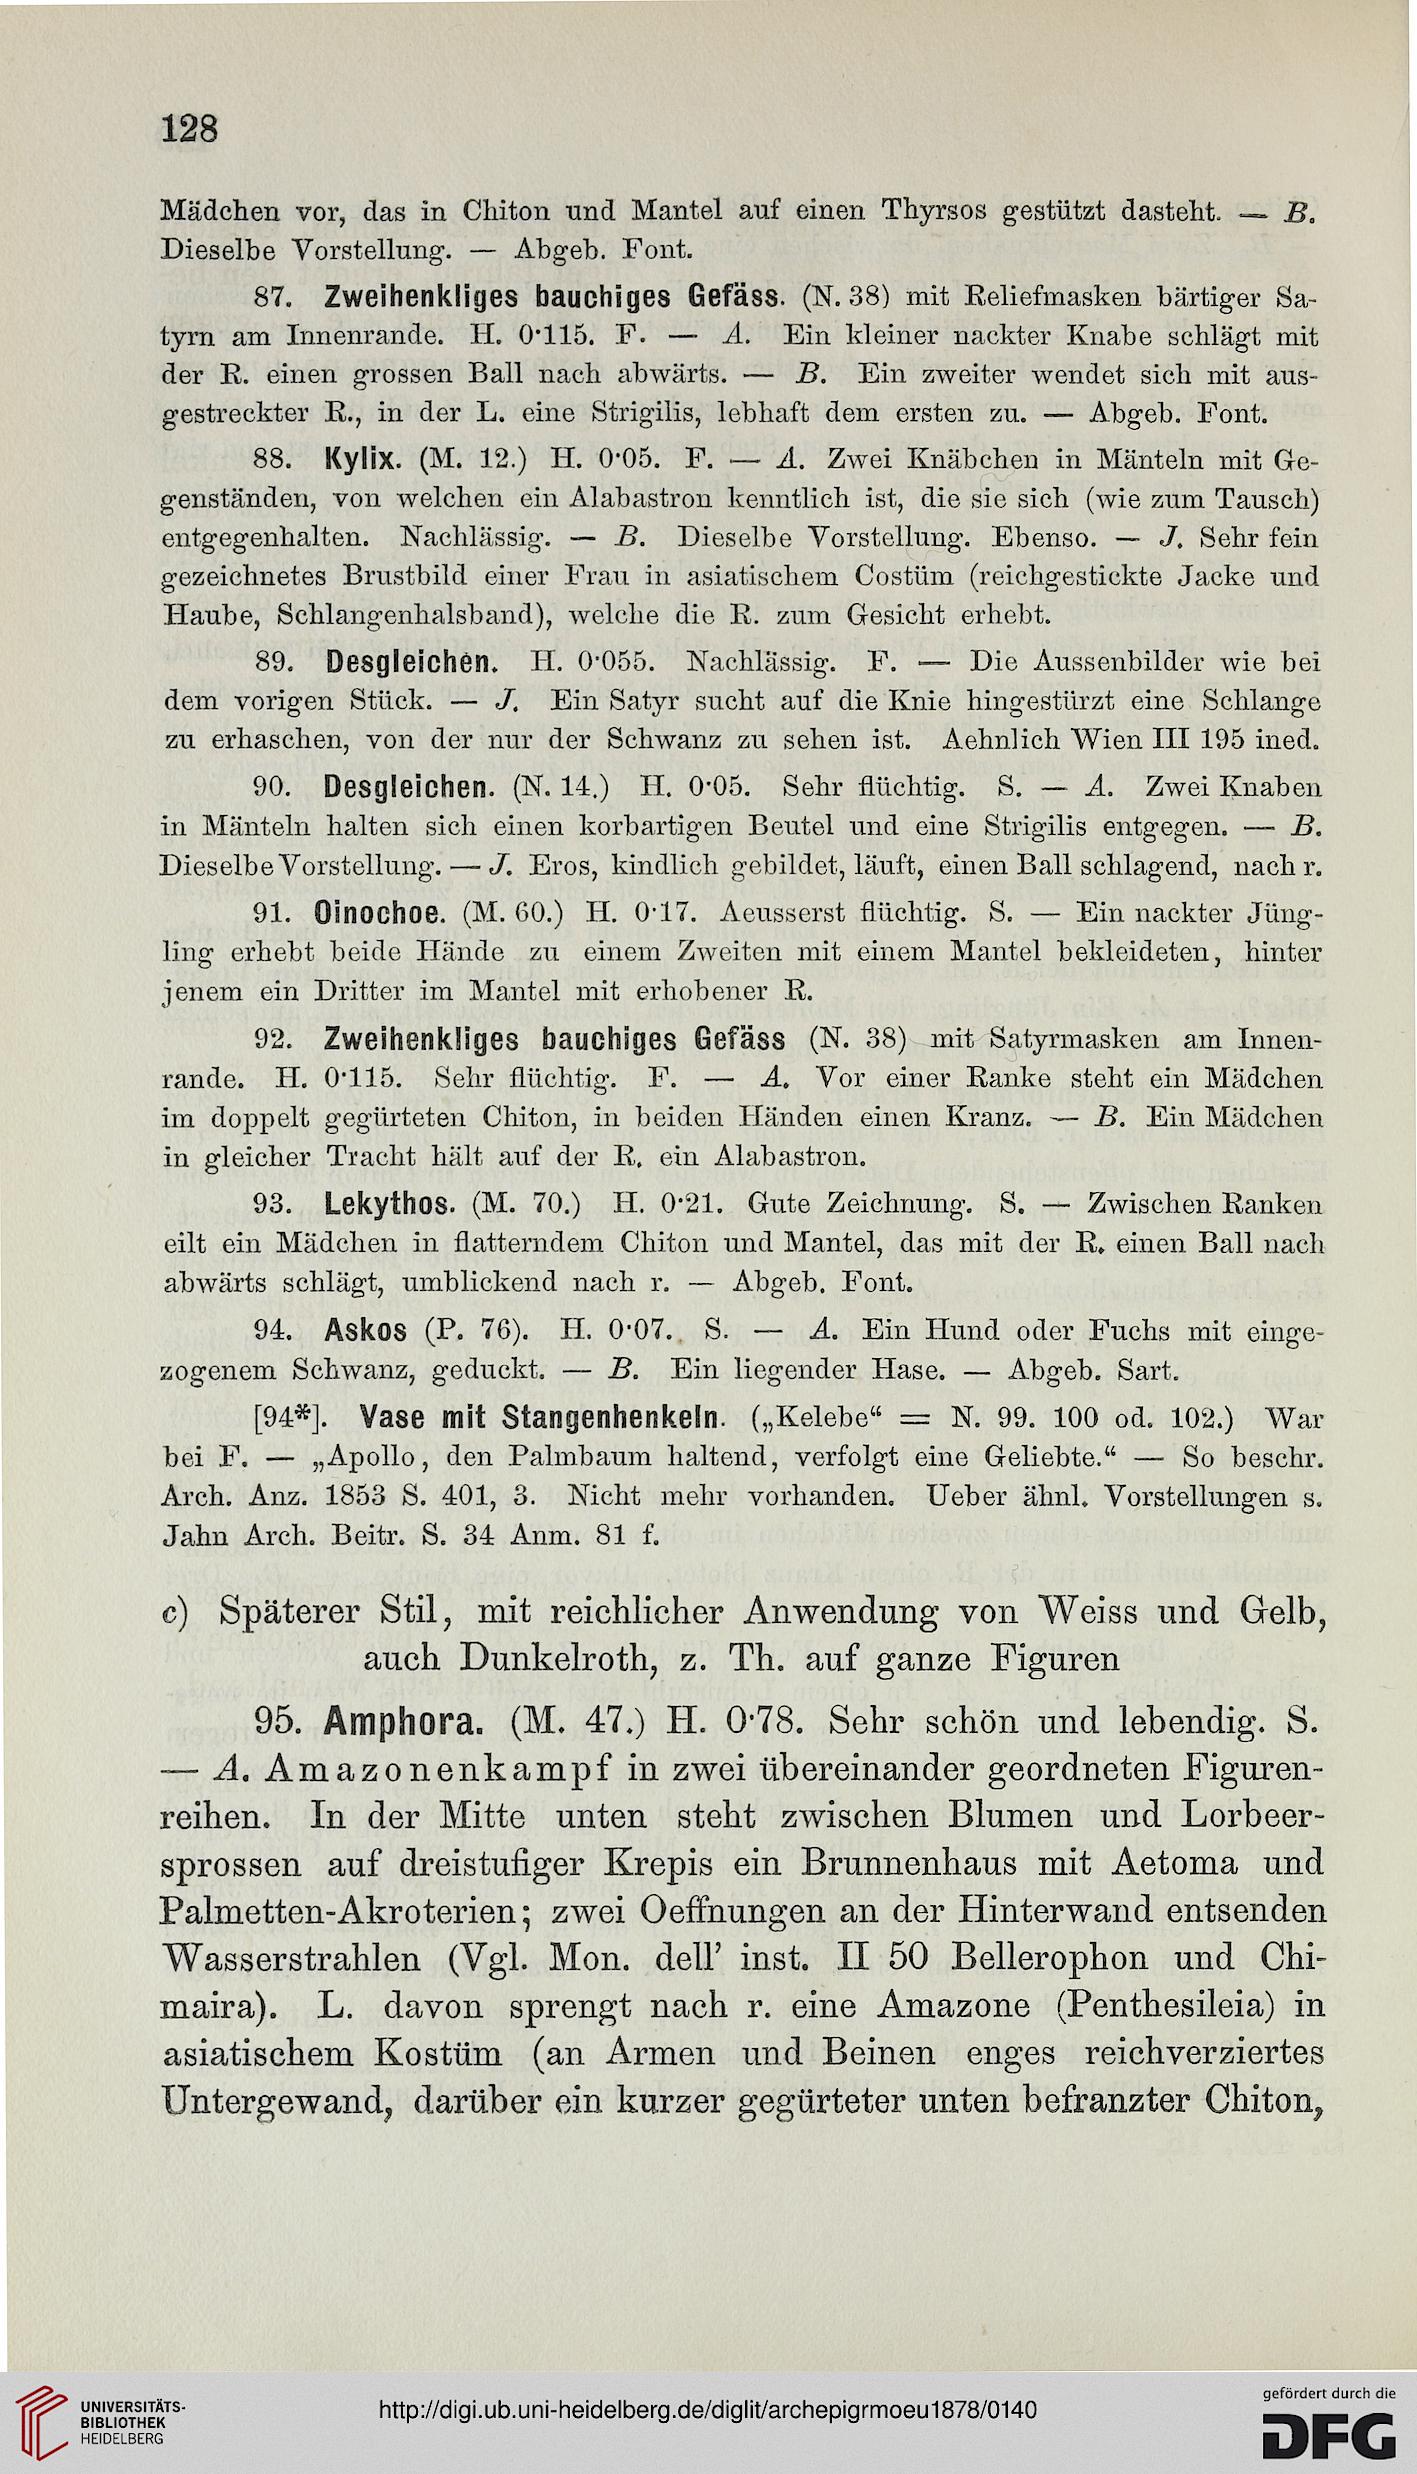 128
Mädchen vor, das in Chiton und Mantel auf einen Thyrsos gestützt dasteht. — B.
Dieselbe Vorstellung. — Abgeb. Font.
87. Zweihenkliges bauchiges Gefäss. (N. 38) mit Reliefmasken bärtiger Sa-
tyrn am Innenrande. H. 0·115. F. — A. Ein kleiner nackter Knabe schlägt mit
der R. einen grossen Ball nach abwärts. — B. Ein zweiter wendet sich mit aus-
gestreckter R., in der L. eine Strigilis, lebhaft dem ersten zu. — Abgeb. Font.
88. Kylix. (M. 12.) H. 0·05. F. — A. Zwei Knäbchen in Mänteln mit Ge-
genständen, von welchen ein Alabastron kenntlich ist, die sie sich (wie zum Tausch)
entgegenhalten. Nachlässig. — B. Dieselbe Vorstellung. Ebenso. — J. Sehr fein
gezeichnetes Brustbild einer Frau in asiatischem Costüm (reichgestickte Jacke und
Haube, Schlangenhalsband), welche die R. zum Gesicht erhebt.
89. Desgleichen. H. 0·055. Nachlässig. F. — Die Aussenbilder wie bei
dem vorigen Stück. — J. Ein Satyr sucht auf die Knie hingestürzt eine Schlange
zu erhaschen, von der nur der Schwanz zu sehen ist. Aehnlich Wien III 195 ined.
90. Desgleichen. (N. 14.) H. 0·05. Sehr flüchtig. S. — A. Zwei Knaben
in Mänteln halten sich einen korbartigen Beutel und eine Strigilis entgegen. — B.
Dieselbe Vorstellung. — J. Eros, kindlich gebildet, läuft, einen Ball schlagend, nach r.
91. Oinochoe. (M. 60.) H. 0·17. Aeusserst flüchtig. S. — Ein nackter Jüng-
ling erhebt beide Hände zu einem Zweiten mit einem Mantel bekleideten, hinter
jenem ein Dritter im Mantel mit erhobener R.
92. Zweihenkliges bauchiges Gefäss (N. 38) mit Satyrmasken am Innen-
rande. H. 0·115. Sehr flüchtig. F. — A. Vor einer Ranke steht ein Mädchen
im doppelt gegürteten Chiton, in beiden Händen einen Kranz. — B. Ein Mädchen
in gleicher Tracht hält auf der R. ein Alabastron.
93. Lekythos. (M. 70.) H. 0·21. Gute Zeichnung. S. — Zwischen Ranken
eilt ein Mädchen in flatterndem Chiton und Mantel, das mit der R. einen Ball nach
abwärts schlägt, umblickend nach r. — Abgeb. Font.
94. Askos (P. 76). H. 0·07. S. — A. Ein Hund oder Fuchs mit einge-
zogenem Schwanz, geduckt. — B. Ein liegender Hase. — Abgeb. Sart.
[94*]. Vase mit Stangenhenkeln. („Kelebe“ = N. 99. 100 od. 102.) War
bei F. — „Apollo, den Palmbaum haltend, verfolgt eine Geliebte.“ — So beschr.
Arch. Anz. 1853 S. 401, 3. Nicht mehr vorhanden. Ueber ähnl. Vorstellungen s.
Jahn Arch. Beitr. S. 34 Anm. 81 f.
c) Späterer Stil, mit reichlicher Anwendung von Weiss und Gelb,
auch Dunkelroth, z. Th. auf ganze Figuren
95. Amphora. (M. 47.) H. 0·78. Sehr schön und lebendig. S.
— A. Amazonenkampf in zwei übereinander geordneten Figuren-
reihen. In der Mitte unten steht zwischen Blumen und Lorbeer-
sprossen auf dreistufiger Krepis ein Brunnenhaus mit Aetoma und
Palmetten-Akroterien; zwei Oeffnungen an der Hinterwand entsenden
Wasserstrahlen (Vgl. Mon. dell’ inst. II 50 Bellerophon und Chi-
maira). L. davon sprengt nach r. eine Amazone (Penthesileia) in
asiatischem Kostüm (an Armen und Beinen enges reichverziertes
Untergewand, darüber ein kurzer gegürteter unten befranzter Chiton,
UNIVERSITÄTS-
BIBLIOTHEK
HEIDELBERG
http://digi.ub.uni-heidelberg.de/diglit/archepigrmoeu1878/0140
gefördert durch die
DFG